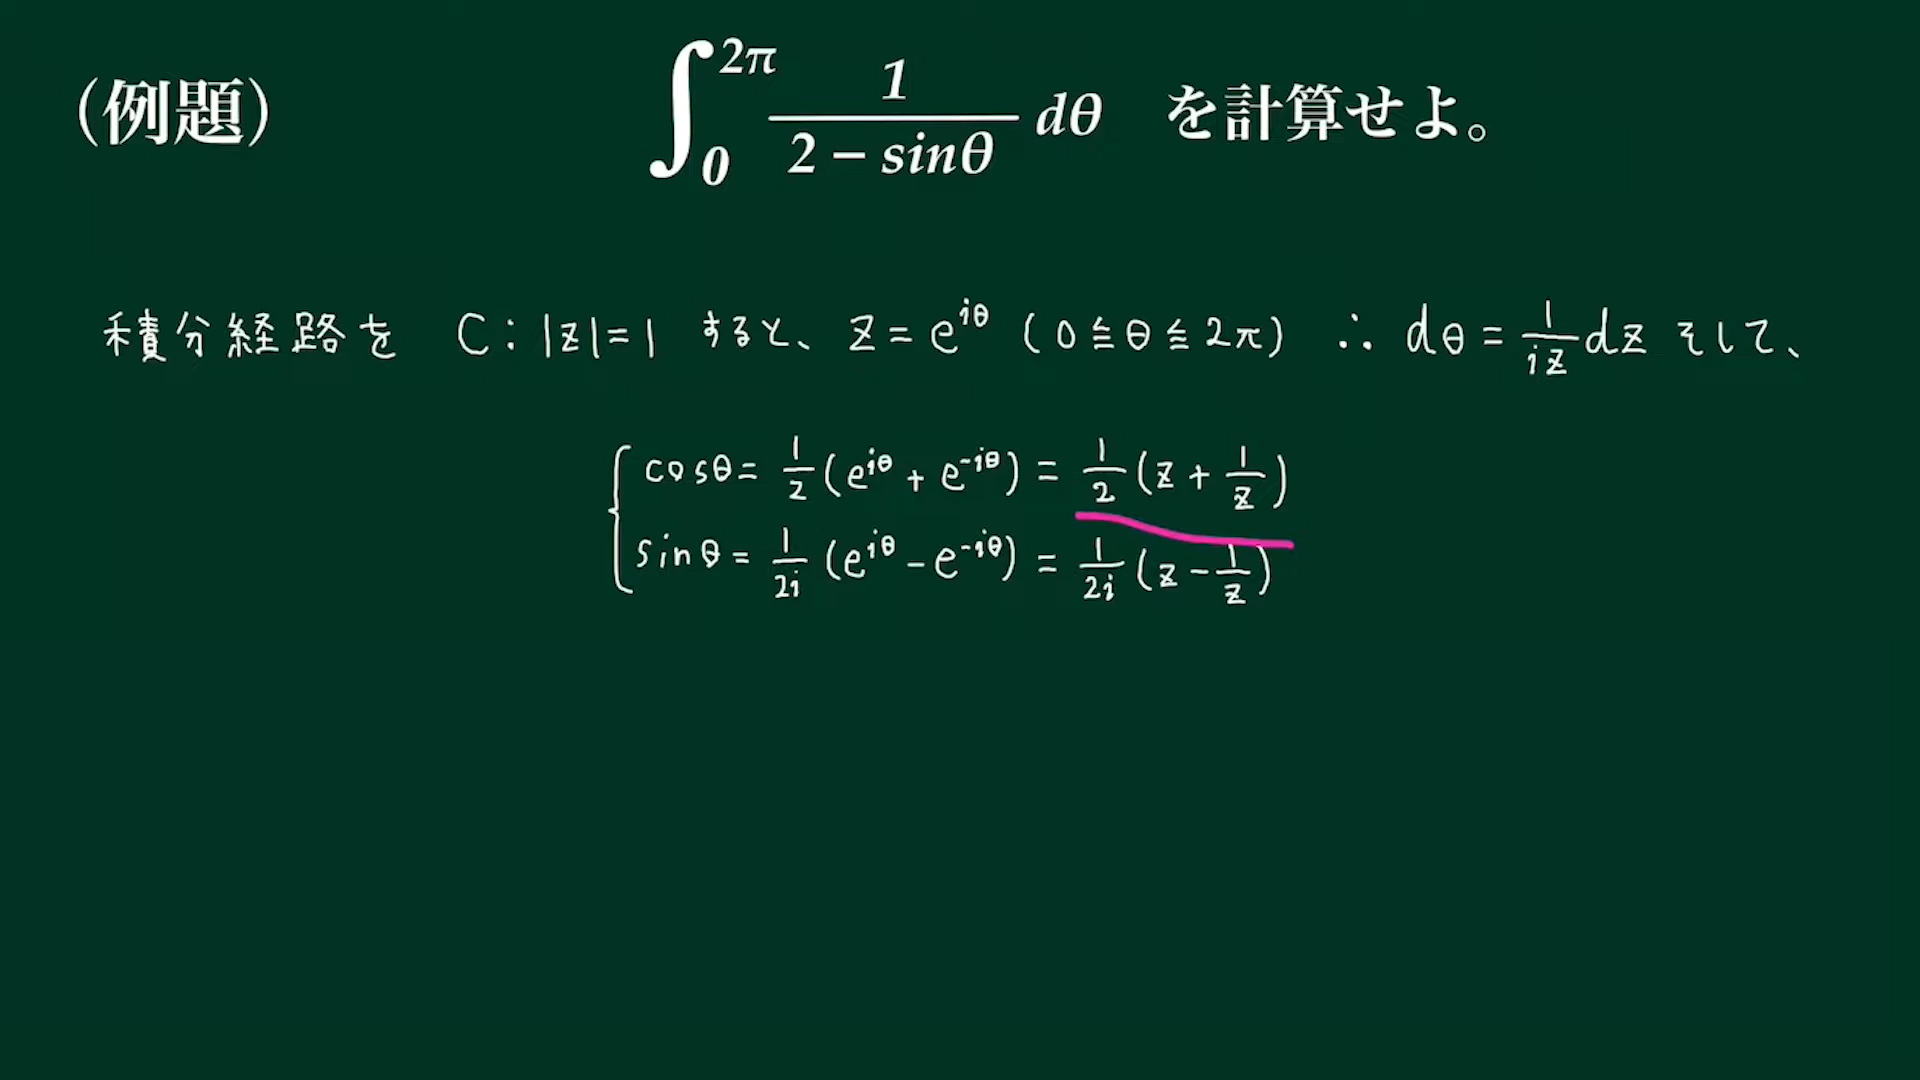 (例題) ∫₀^{2π} 1/(2 − sinθ) dθ を計算せよ。
積分経路を C : |z| = 1 すると、 z = e^{iθ} ( 0 ≦ θ ≦ 2π ) ∴ dθ = 1/(iz) dz そして、
cosθ = 1/2 (e^{iθ} + e^{-iθ}) = 1/2 (z + 1/z)
sinθ = 1/(2i) (e^{iθ} − e^{-iθ}) = 1/(2i) (z − 1/z)